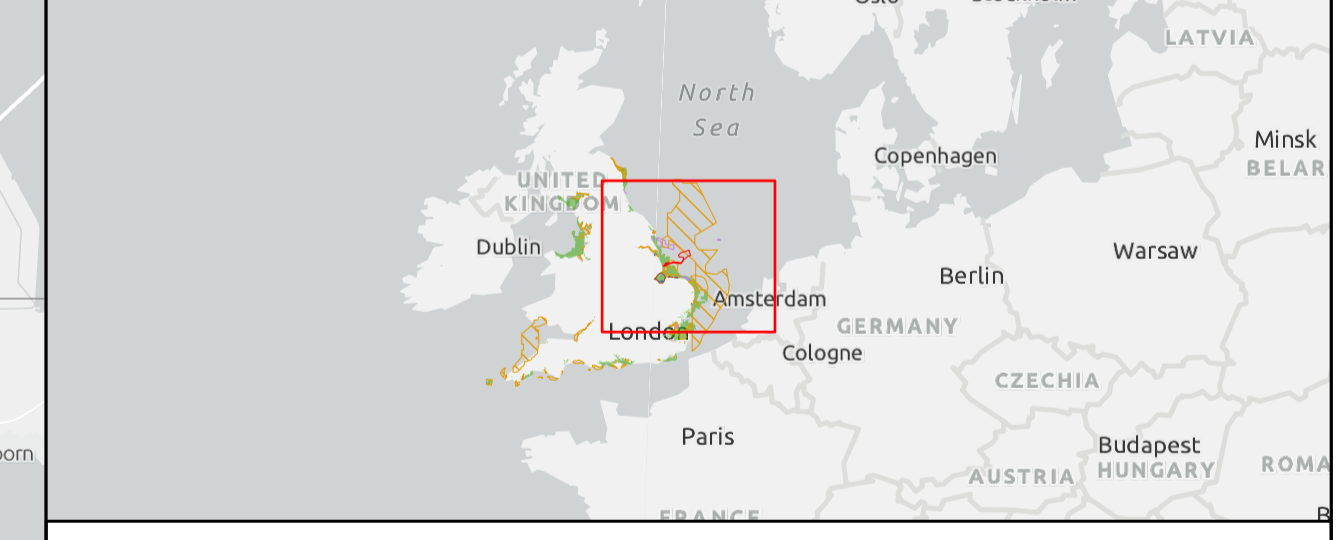 LATVIA
North
Sea
Minsk
Copenhagen
BELAR
UNITED
KINGDOM
Dublin
Warsaw
Berlin
Amsterdam
GERMANY
London
Cologne
CZECHIA
Paris
Budapest
HUNGARY
ROMA
AUSTRIA
orn
FRANCE
B